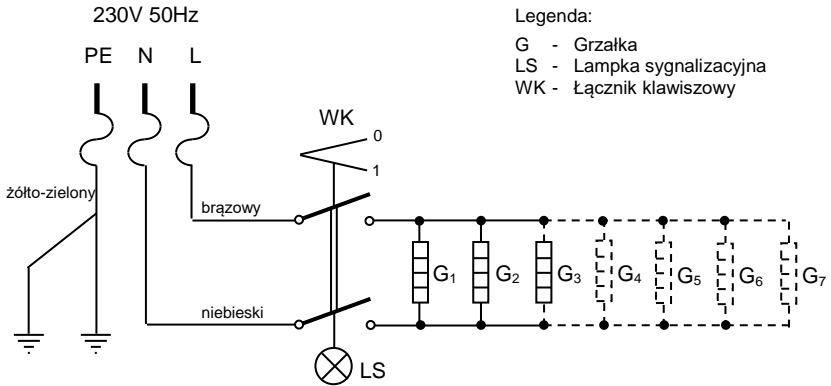 230V 50Hz
PE N L
Legenda:
G - Grzałka
LS - Lampka sygnalizacyjna
WK - Łącznik klawiszowy
WK
0
1
żółto-zielony
brązowy
G1 G2 G3 G4 G5 G6 G7
niebieski
LS